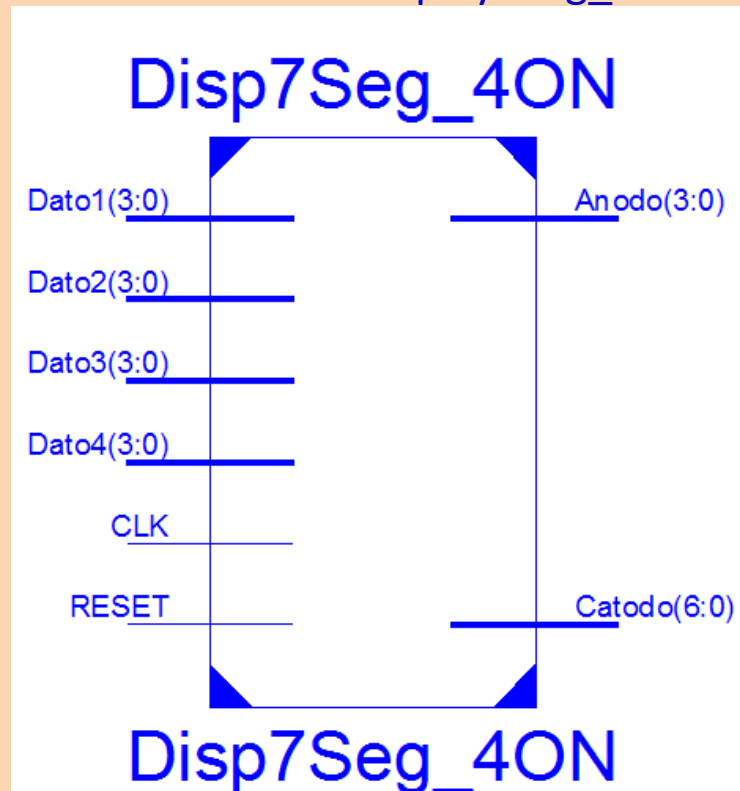 Disp7Seg_4ON
Dato1(3:0)
Anodo(3:0)
Dato2(3:0)
Dato3(3:0)
Dato4(3:0)
CLK
RESET
Catodo(6:0)
Disp7Seg_4ON